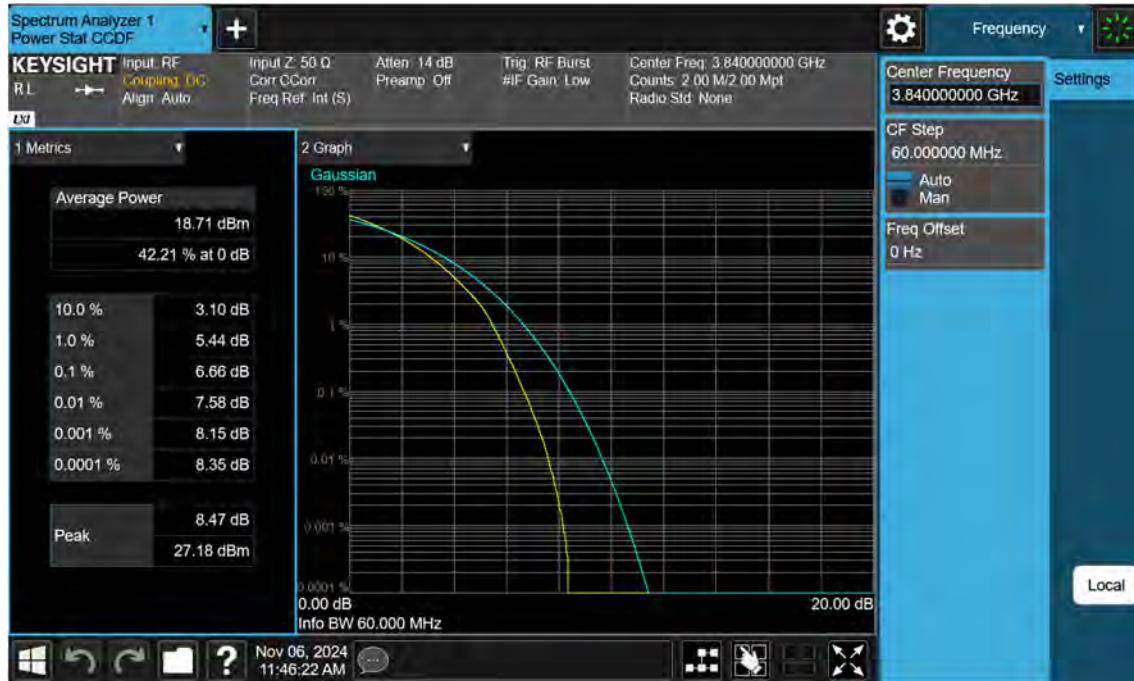 Spectrum Analyzer 1
Power Stat CCDF
+
Frequency
KEYSIGHT
RL
LXI
Input: RF
Coupling: DC
Align: Auto
Input Z: 50 Ω
Corr CCorr
Freq Ref: Int (S)
Atten: 14 dB
Preamp: Off
Trig: RF Burst
#IF Gain: Low
Center Freq: 3.840000000 GHz
Counts: 2.00 M/2.00 Mpt
Radio Std: None
Center Frequency
3.840000000 GHz
Settings
CF Step
60.000000 MHz
Auto
Man
Freq Offset
0 Hz
1 Metrics
Average Power
18.71 dBm
42.21 % at 0 dB
10.0 % 3.10 dB
1.0 % 5.44 dB
0.1 % 6.66 dB
0.01 % 7.58 dB
0.001 % 8.15 dB
0.0001 % 8.35 dB
Peak
8.47 dB
27.18 dBm
2 Graph
Gaussian
100 %
10 %
1 %
0.1 %
0.01 %
0.001 %
0.0001 %
0.00 dB 20.00 dB
Info BW 60.000 MHz
Local
?
Nov 06, 2024
11:46:22 AM